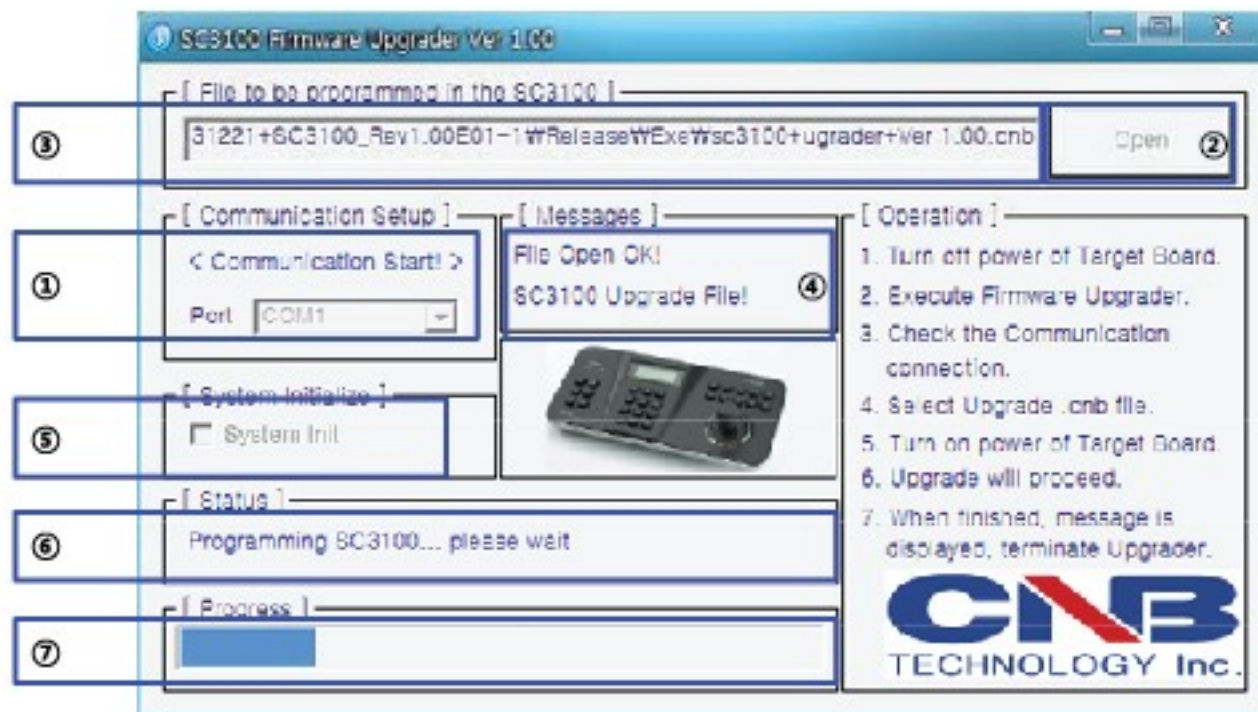 SC3100 Firmware Upgrader Ver 1.00
[ File to be programmed in the SC3100 ]
③ 31221+SC3100_Rev1.00E01-1₩Release₩Exe₩sc3100+ugrader+Ver 1.00.cnb Open ②
[ Communication Setup ]
① < Communication Start! >
Port COM1
[ Messages ]
File Open OK!
SC3100 Upgrade File! ④
[ System Initialize ]
⑤ System Init
[ Status ]
⑥ Programming SC3100... please wait
[ Progress ]
⑦
[ Operation ]
1. Turn off power of Target Board.
2. Execute Firmware Upgrader.
3. Check the Communication
connection.
4. Select Upgrade .cnb file.
5. Turn on power of Target Board.
6. Upgrade will proceed.
7. When finished, message is
displayed, terminate Upgrader.
CNB
TECHNOLOGY Inc.